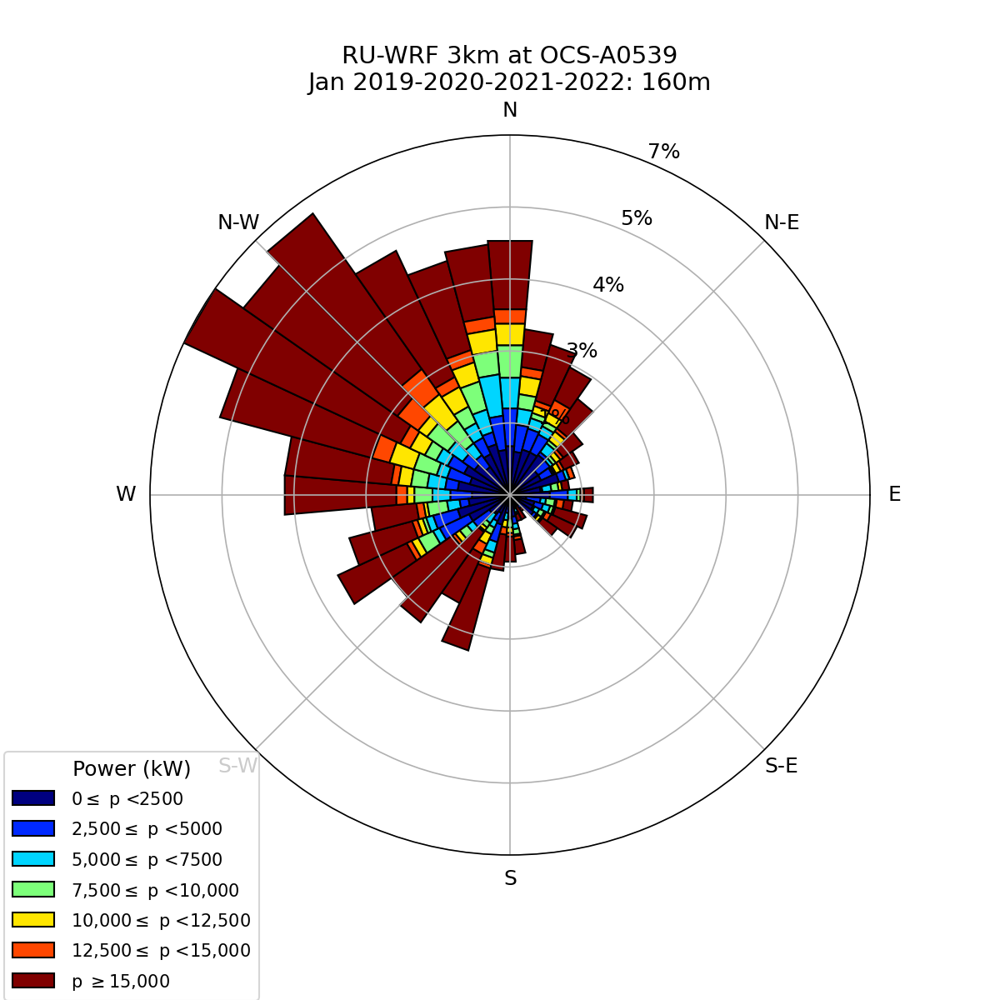 RU-WRF 3km at OCS-A0539
Jan 2019-2020-2021-2022: 160m
N
7%
N-W
5%
N-E
4%
3%
1%
W
E
S-W
S-E
S
Power (kW)
0≤ p <2500
2,500≤ p <5000
5,000≤ p <7500
7,500≤ p <10,000
10,000≤ p <12,500
12,500≤ p <15,000
p ≥15,000